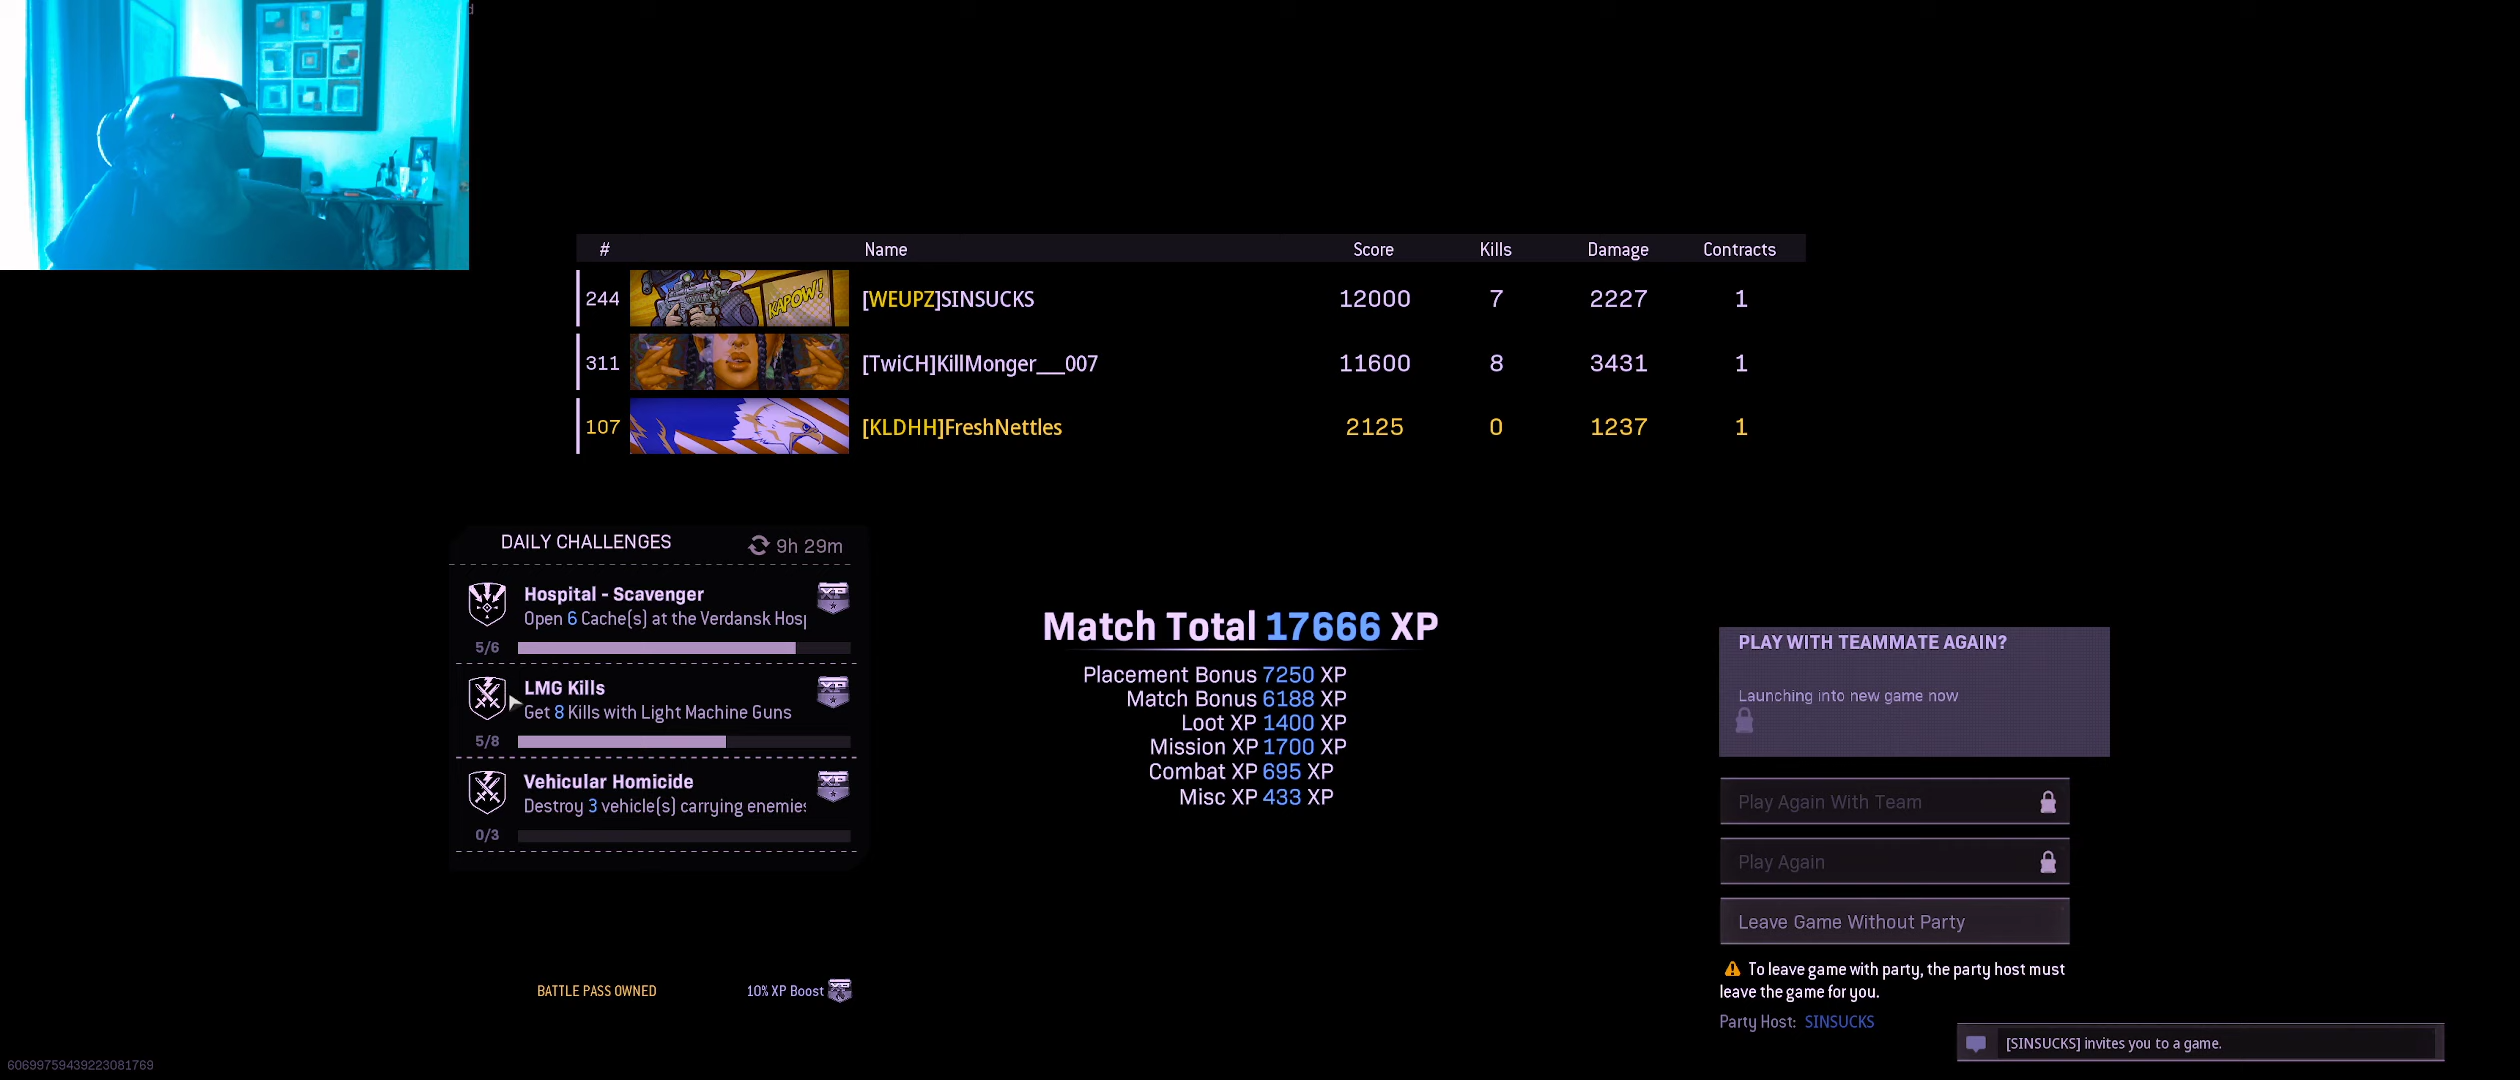 # Name Score Kills Damage Contracts
KAPOW!
244 [WEUPZ]SINSUCKS 12000 7 2227 1
311 [TwiCH]KillMonger___007 11600 8 3431 1
107 [KLDHH]FreshNettles 2125 0 1237 1
DAILY CHALLENGES 9h 29m
Hospital - Scavenger XP
Open 6 Cache(s) at the Verdansk Hosp
5/6
LMG Kills XP
Get 8 Kills with Light Machine Guns
5/8
Vehicular Homicide XP
Destroy 3 vehicle(s) carrying enemies
0/3
BATTLE PASS OWNED 10% XP Boost XP
Match Total 17666 XP
Placement Bonus 7250 XP
Match Bonus 6188 XP
Loot XP 1400 XP
Mission XP 1700 XP
Combat XP 695 XP
Misc XP 433 XP
PLAY WITH TEAMMATE AGAIN?
Launching into new game now
Play Again With Team
Play Again
Leave Game Without Party
To leave game with party, the party host must
leave the game for you.
Party Host: SINSUCKS
[SINSUCKS] invites you to a game.
60699759439223081769